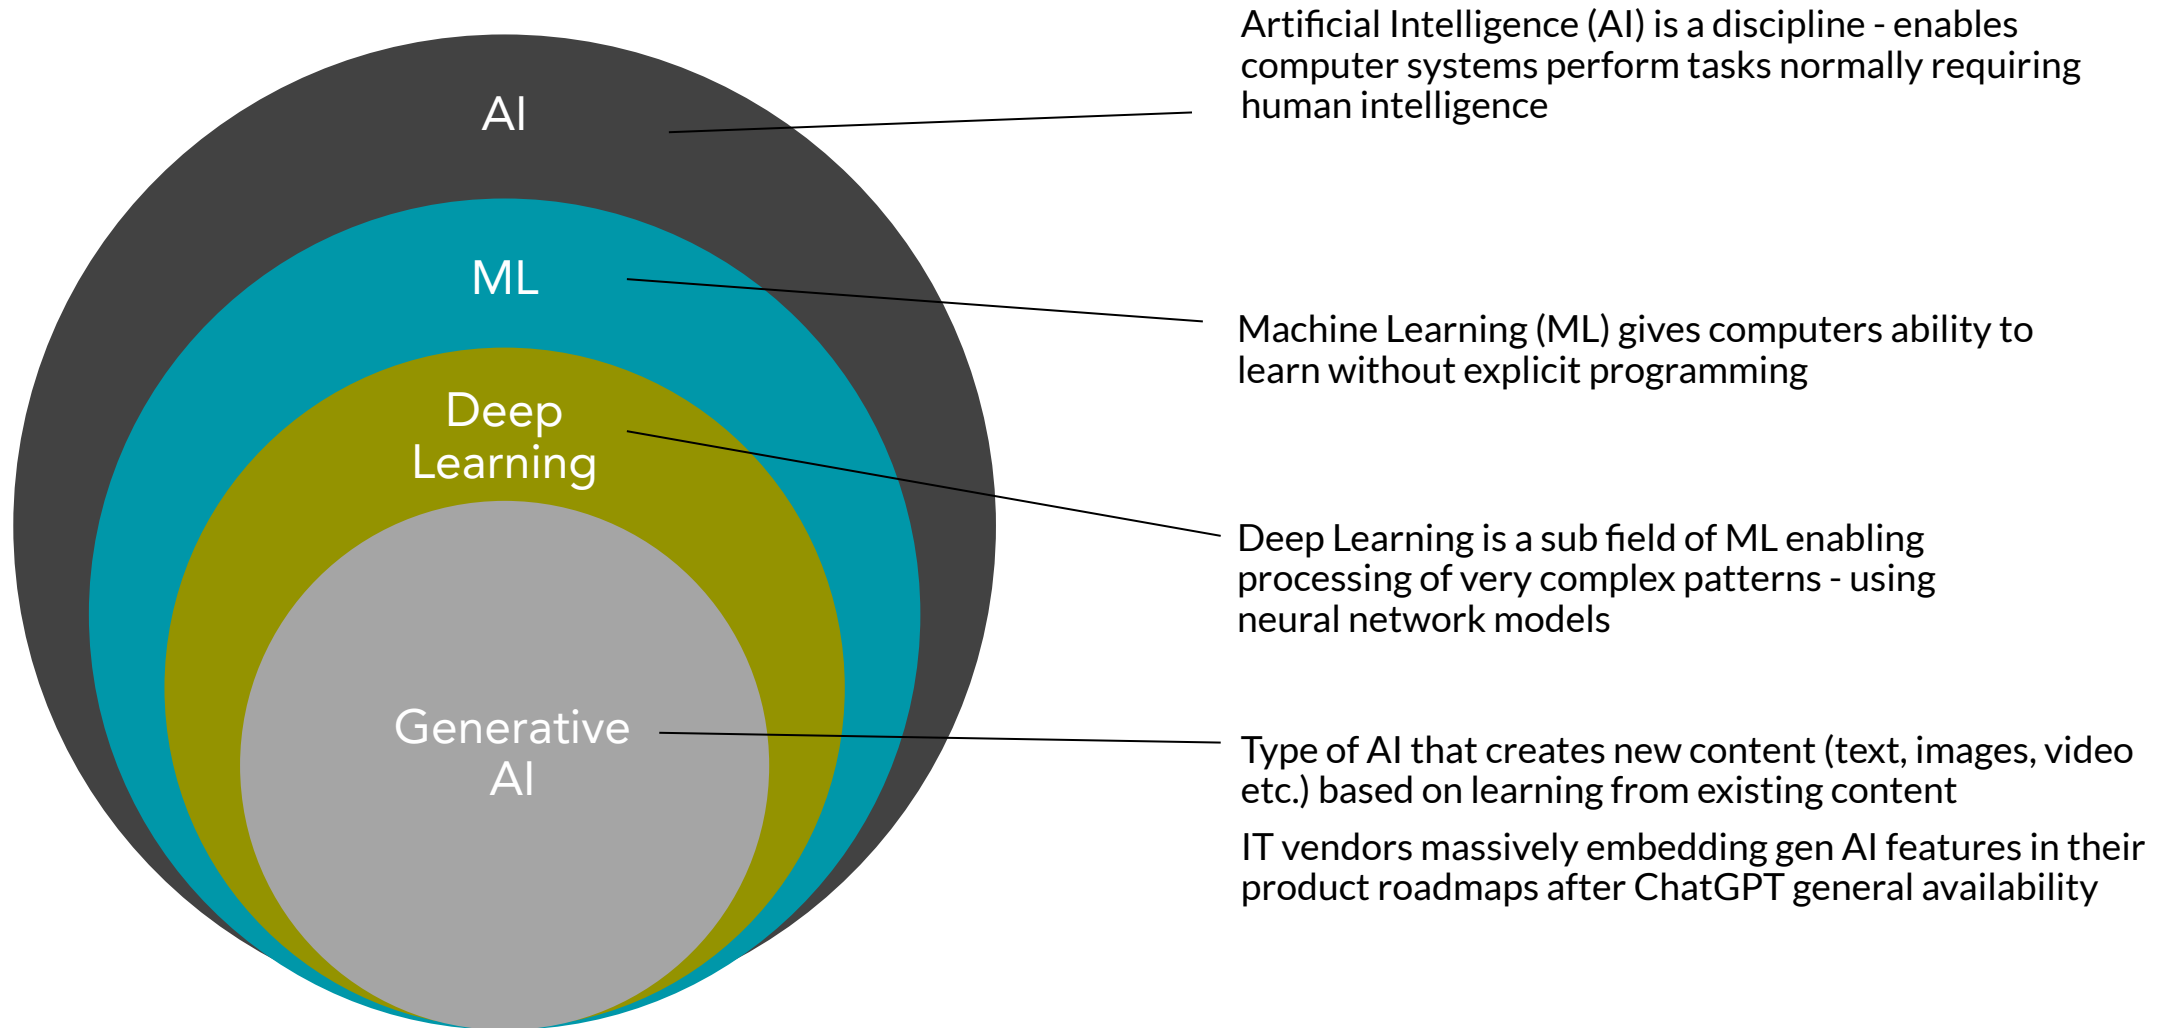 AI
Artificial Intelligence (AI) is a discipline - enables
computer systems perform tasks normally requiring
human intelligence
ML
Machine Learning (ML) gives computers ability to
learn without explicit programming
Deep
Learning
Deep Learning is a sub field of ML enabling
processing of very complex patterns - using
neural network models
Generative
AI
Type of AI that creates new content (text, images, video
etc.) based on learning from existing content
IT vendors massively embedding gen AI features in their
product roadmaps after ChatGPT general availability